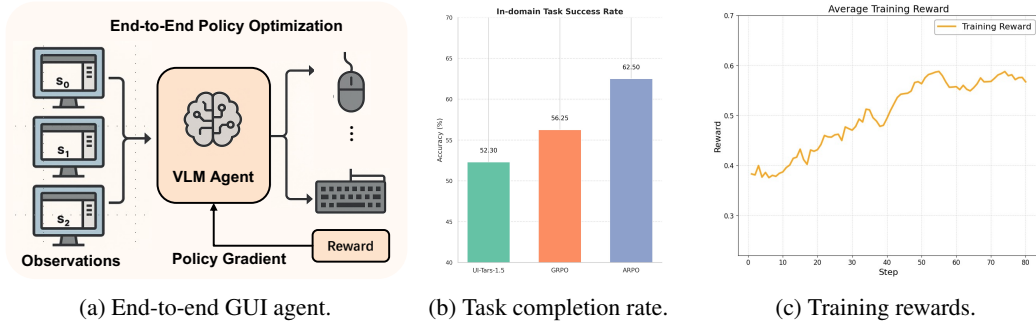 End-to-End Policy Optimization
S0
S1
S2
VLM Agent
...
Observations
Policy Gradient
Reward
(a) End-to-end GUI agent.
In-domain Task Success Rate
Accuracy (%)
70
65
60
55
50
45
40
52.30
56.25
62.50
UI-Tars-1.5
GRPO
ARPO
(b) Task completion rate.
Average Training Reward
Training Reward
Reward
0.7
0.6
0.5
0.4
0.3
0
10
20
30
40
50
60
70
80
Step
(c) Training rewards.